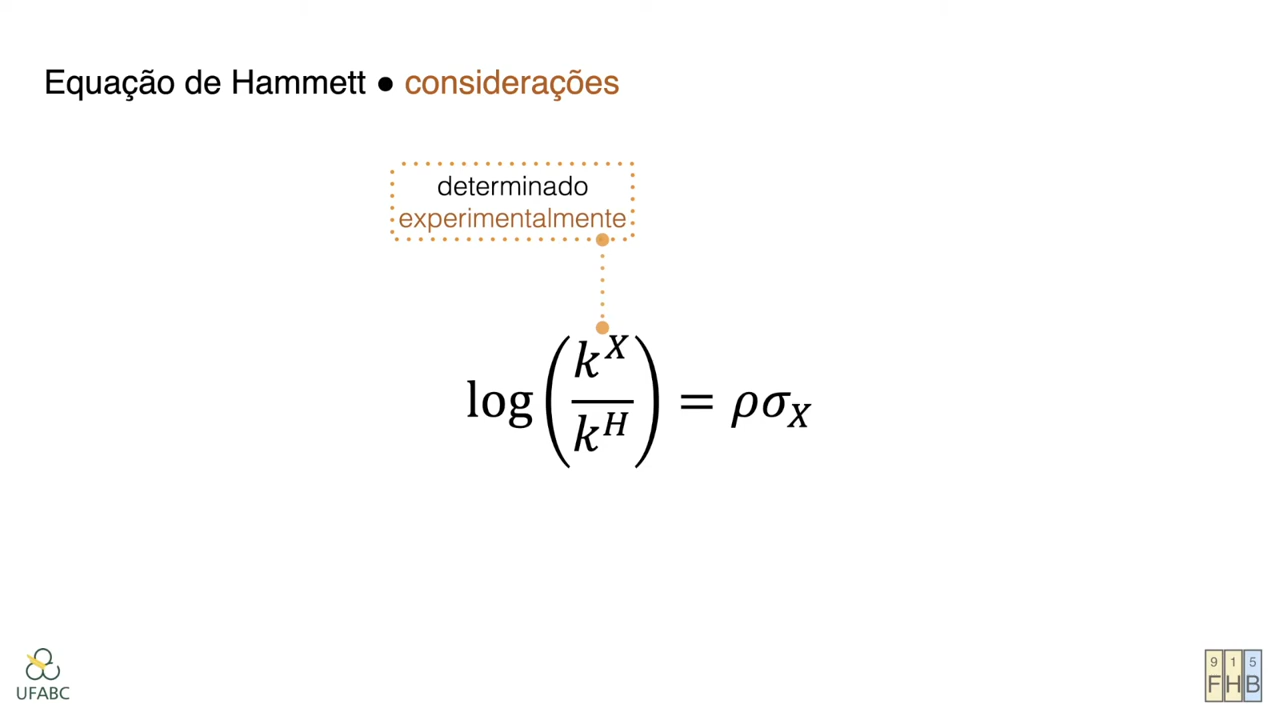 Equação de Hammett ● considerações
determinado
experimentalmente
log(k^X/k^H) = ρσ_X
UFABC
9 1 5
F H B